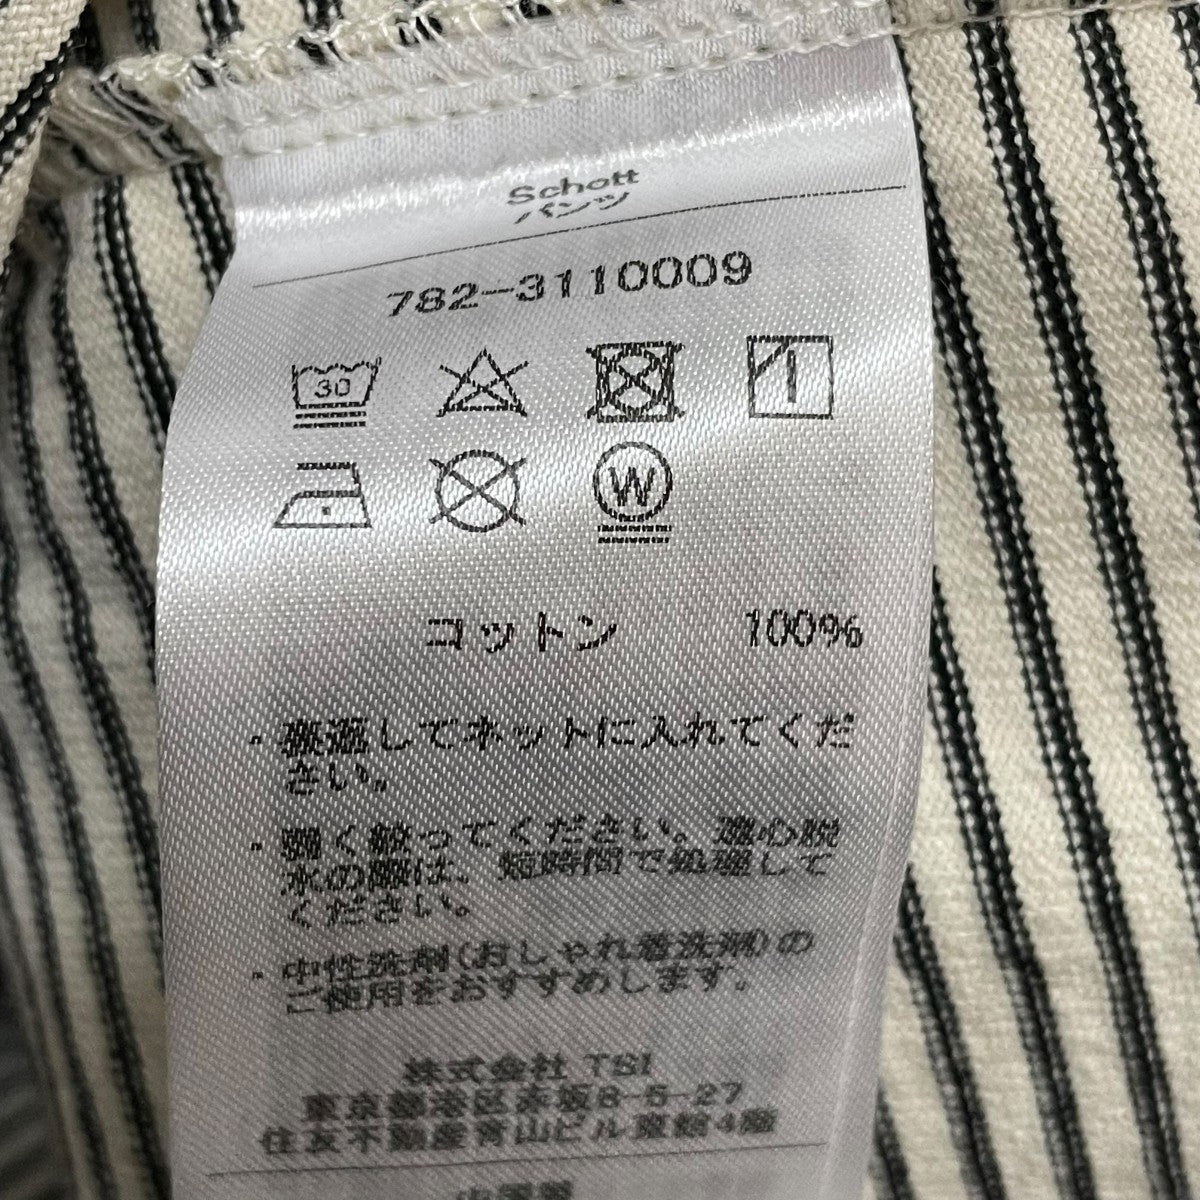 Schott
パンツ
782-3110009
30
W
コットン 100%
・裏返してネットに入れてくだ
さい。
・弱く絞ってください。遠心脱
水の際は、短時間で処理して
ください。
・中性洗剤(おしゃれ着洗剤)の
ご使用をおすすめします。
株式会社 TSI
東京都港区赤坂8-5-27
住友不動産青山ビル東館4階